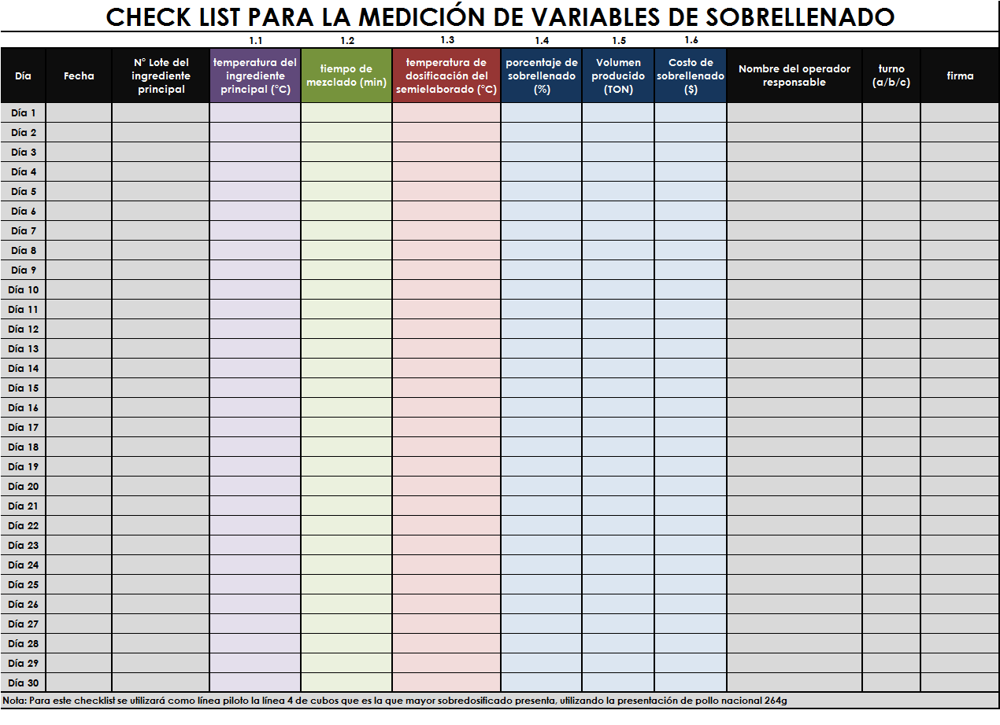 CHECK LIST PARA LA MEDICIÓN DE VARIABLES DE SOBRELLENADO
1.1 1.2 1.3 1.4 1.5 1.6
Día
Fecha
N° Lote del
ingrediente
principal
temperatura del
ingrediente
principal (°C)
tiempo de
mezclado (min)
temperatura de
dosificación del
semielaborado (°C)
porcentaje de
sobrellenado
(%)
Volumen
producido
(TON)
Costo de
sobrellenado
($)
Nombre del operador
responsable
turno
(a/b/c)
firma
Día 1
Día 2
Día 3
Día 4
Día 5
Día 6
Día 7
Día 8
Día 9
Día 10
Día 11
Día 12
Día 13
Día 14
Día 15
Día 16
Día 17
Día 18
Día 19
Día 20
Día 21
Día 22
Día 23
Día 24
Día 25
Día 26
Día 27
Día 28
Día 29
Día 30
Nota: Para este checklist se utilizará como línea piloto la línea 4 de cubos que es la que mayor sobredosificado presenta, utilizando la presentación de pollo nacional 264g